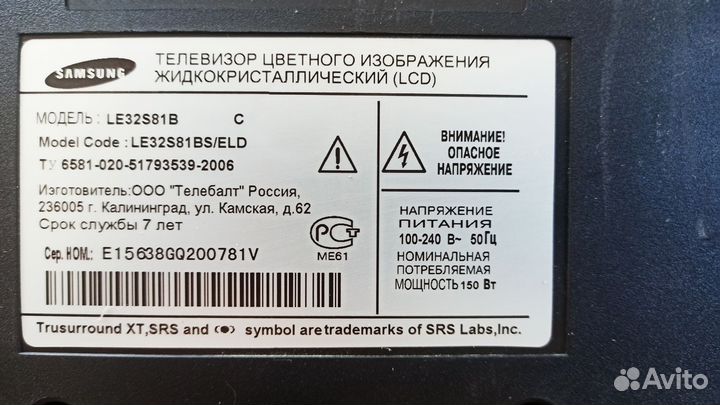 SAMSUNG
ТЕЛЕВИЗОР ЦВЕТНОГО ИЗОБРАЖЕНИЯ
ЖИДКОКРИСТАЛЛИЧЕСКИЙ (LCD)
МОДЕЛЬ: LE32S81B C
Model Code : LE32S81BS/ELD
ТУ 6581-020-51793539-2006
Изготовитель:ООО "Телебалт" Россия,
236005 г. Калининград, ул. Камская, д.62
Срок службы 7 лет
Сер. НОМ.: E15638GQ200781V
РСТ
ME61
ВНИМАНИЕ!
ОПАСНОЕ
НАПРЯЖЕНИЕ
НАПРЯЖЕНИЕ
ПИТАНИЯ
100-240 В~ 50Гц
НОМИНАЛЬНАЯ
ПОТРЕБЛЯЕМАЯ
МОЩНОСТЬ 150 Вт
Trusurround XT,SRS and (●) symbol are trademarks of SRS Labs,Inc.
Avito